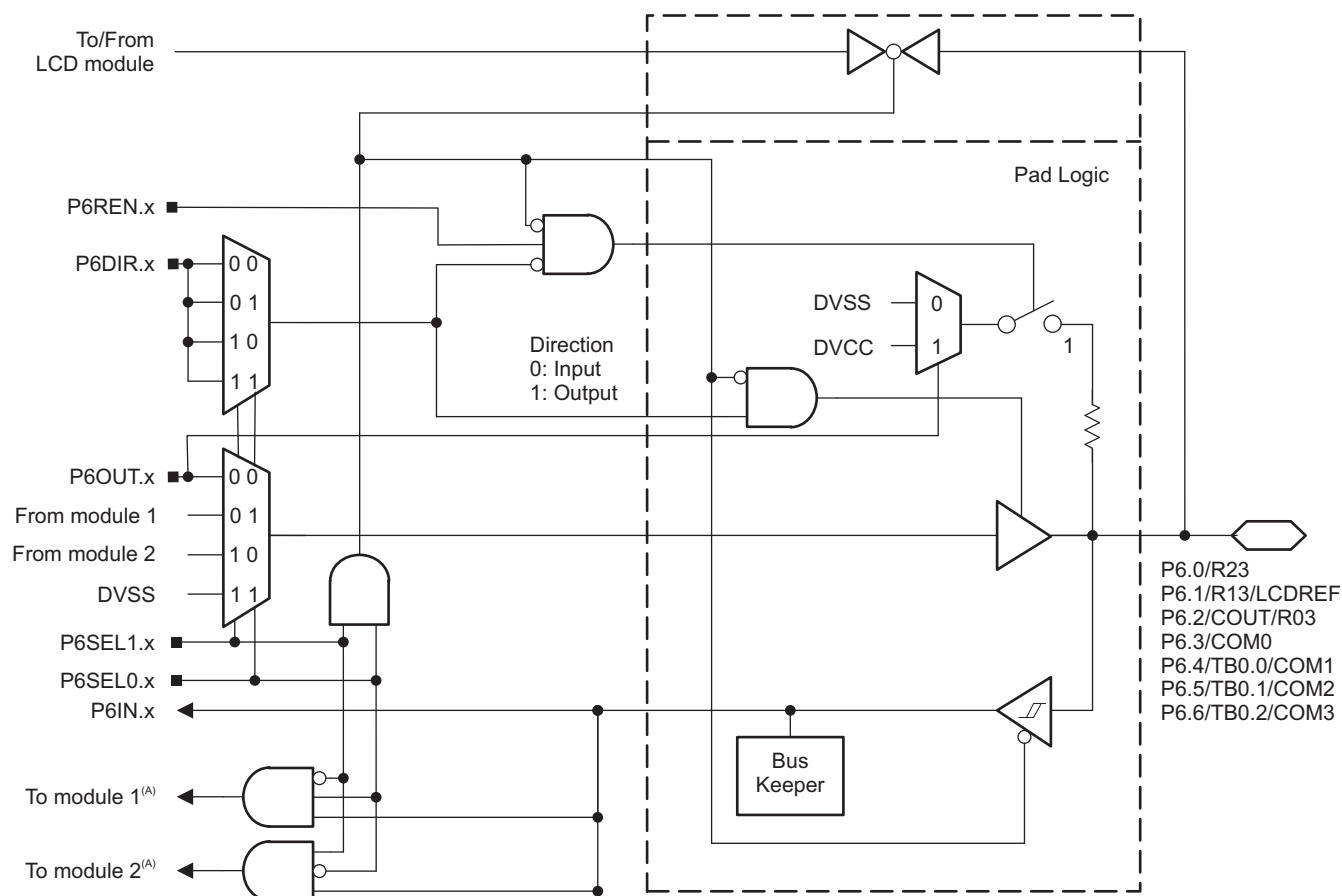 To/From
LCD module
Pad Logic
P6REN.x
P6DIR.x
0 0
0 1
1 0
1 1
Direction
0: Input
1: Output
DVSS
DVCC
0
1
1
P6OUT.x
From module 1
From module 2
DVSS
0 0
0 1
1 0
1 1
P6SEL1.x
P6SEL0.x
P6IN.x
P6.0/R23
P6.1/R13/LCDREF
P6.2/COUT/R03
P6.3/COM0
P6.4/TB0.0/COM1
P6.5/TB0.1/COM2
P6.6/TB0.2/COM3
Bus
Keeper
To module 1(A)
To module 2(A)